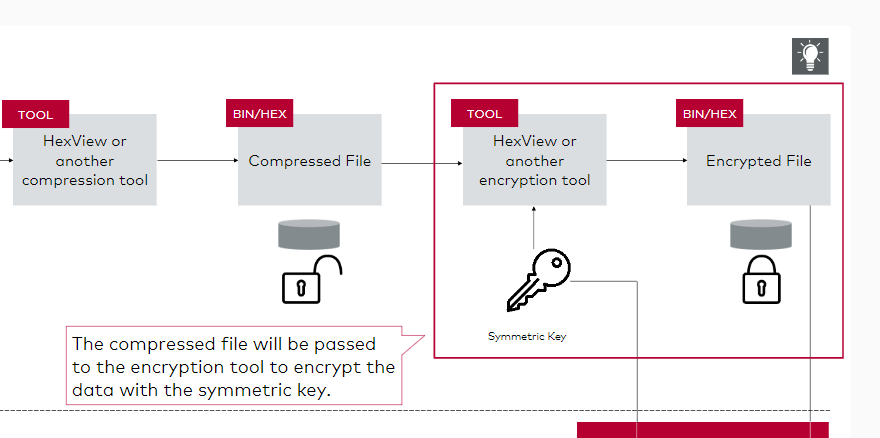 TOOL
HexView or
another
compression tool
BIN/HEX
Compressed File
TOOL
HexView or
another
encryption tool
BIN/HEX
Encrypted File
Symmetric Key
The compressed file will be passed
to the encryption tool to encrypt the
data with the symmetric key.